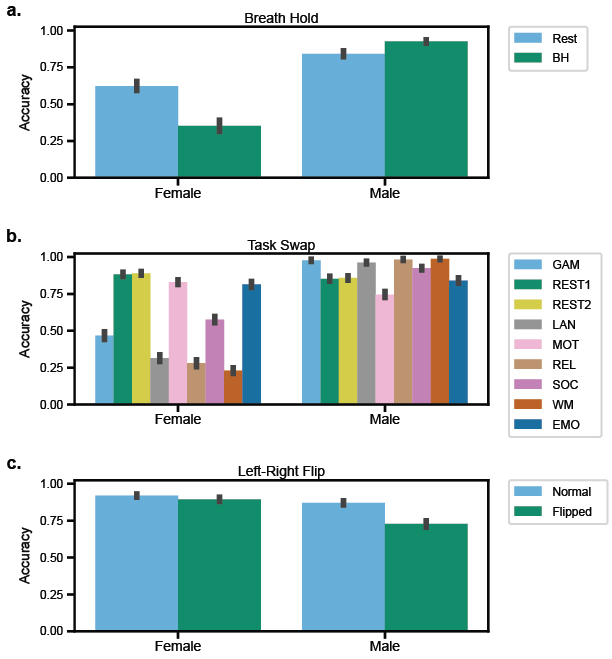 a.
Breath Hold
Accuracy
1.00
0.75
0.50
0.25
0.00
Female
Male
Rest
BH
b.
Task Swap
Accuracy
1.00
0.75
0.50
0.25
0.00
Female
Male
GAM
REST1
REST2
LAN
MOT
REL
SOC
WM
EMO
c.
Left-Right Flip
Accuracy
1.00
0.75
0.50
0.25
0.00
Female
Male
Normal
Flipped